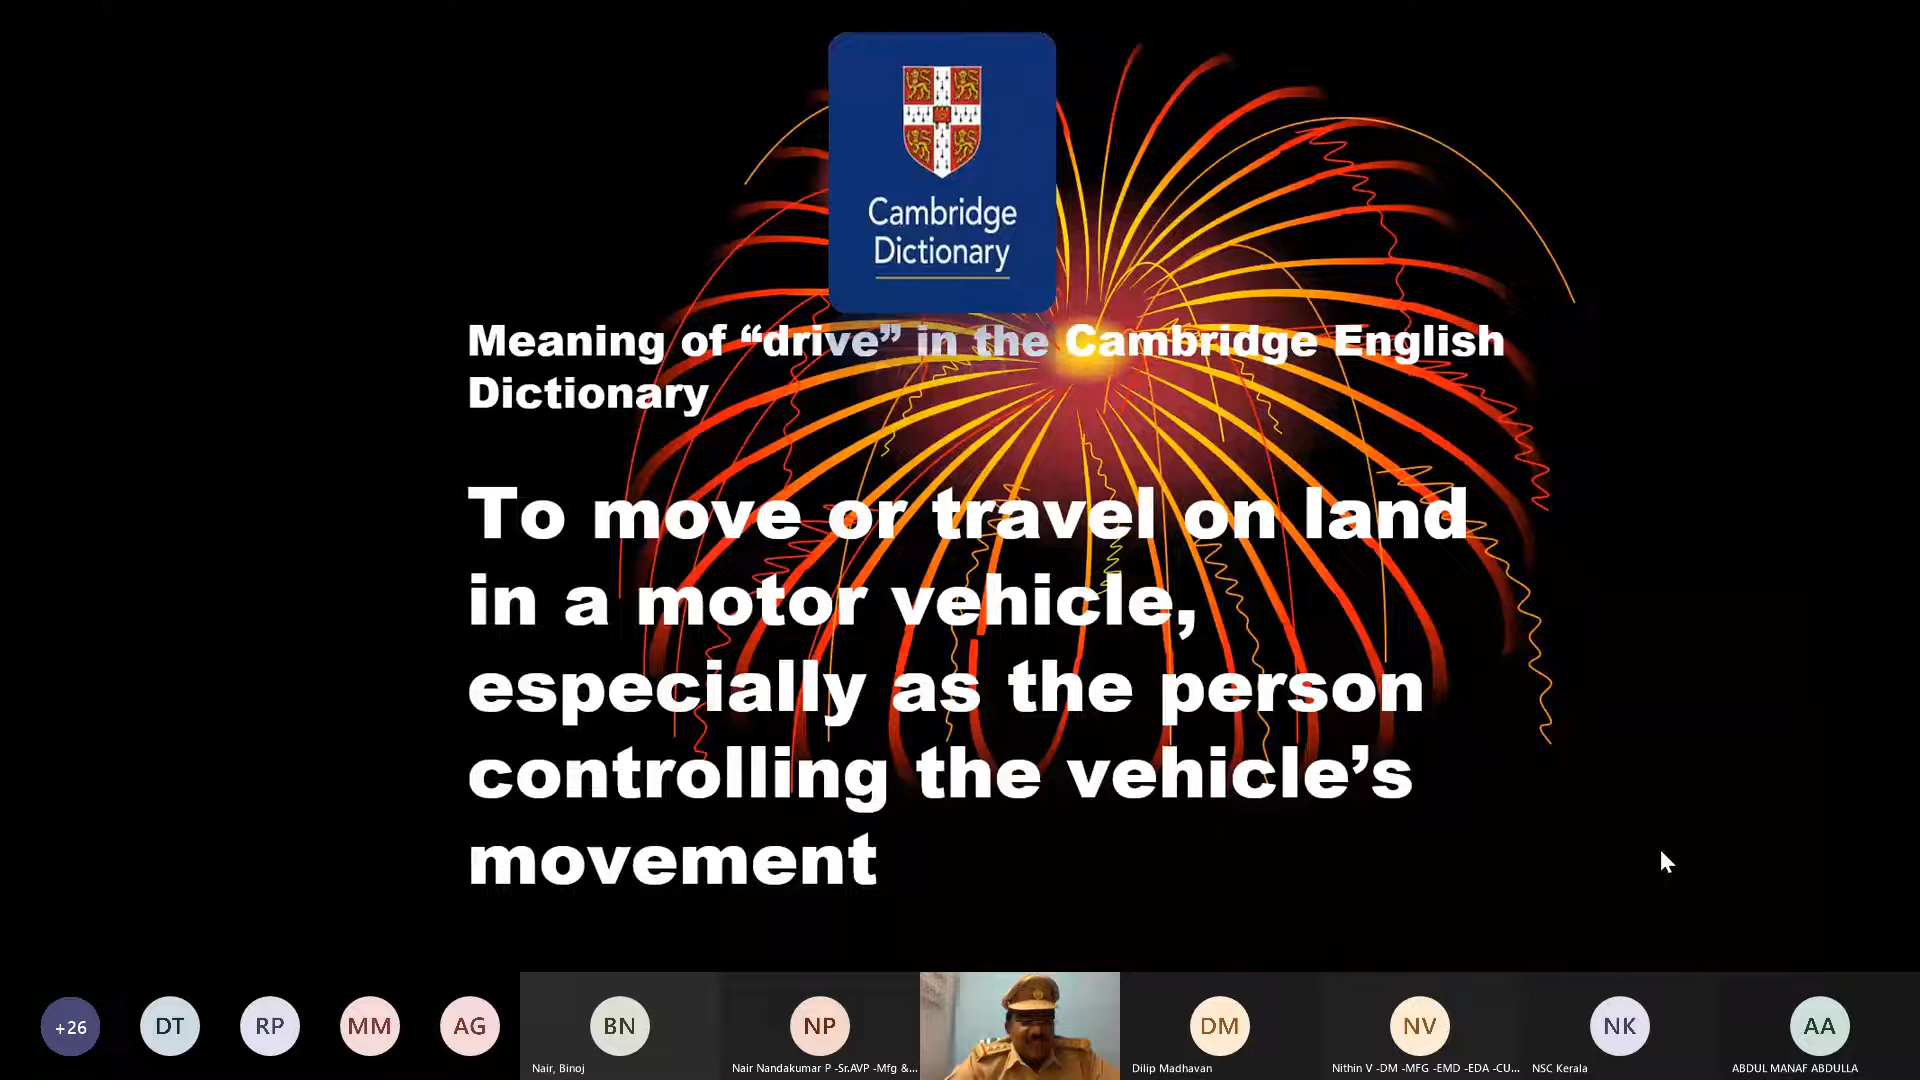 Cambridge
Dictionary
Meaning of “drive” in the Cambridge English
Dictionary
To move or travel on land
in a motor vehicle,
especially as the person
controlling the vehicle’s
movement
+26
DT
RP
MM
AG
BN
NP
DM
NV
NK
AA
Nair, Binoj
Nair Nandakumar P -Sr.AVP -Mfg &...
Dilip Madhavan
Nithin V -DM -MFG -EMD -EDA -CU...
NSC Kerala
ABDUL MANAF ABDULLA